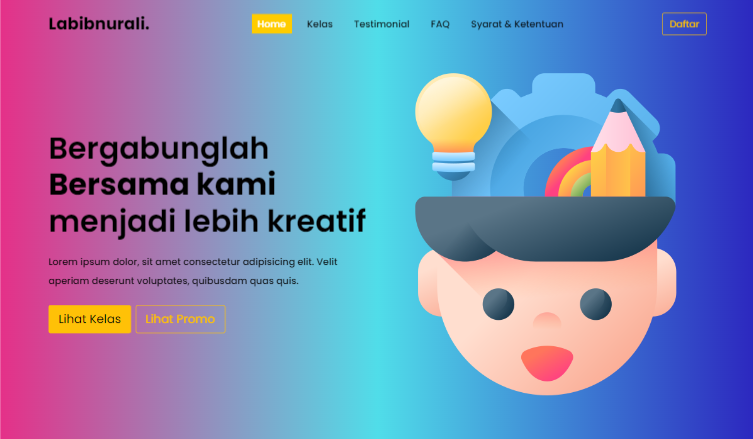 Labibnurali.
Home Kelas Testimonial FAQ Syarat & Ketentuan Daftar
Bergabunglah
Bersama kami
menjadi lebih kreatif
Lorem ipsum dolor, sit amet consectetur adipisicing elit. Velit
aperiam deserunt voluptates, quibusdam quas quis.
Lihat Kelas Lihat Promo